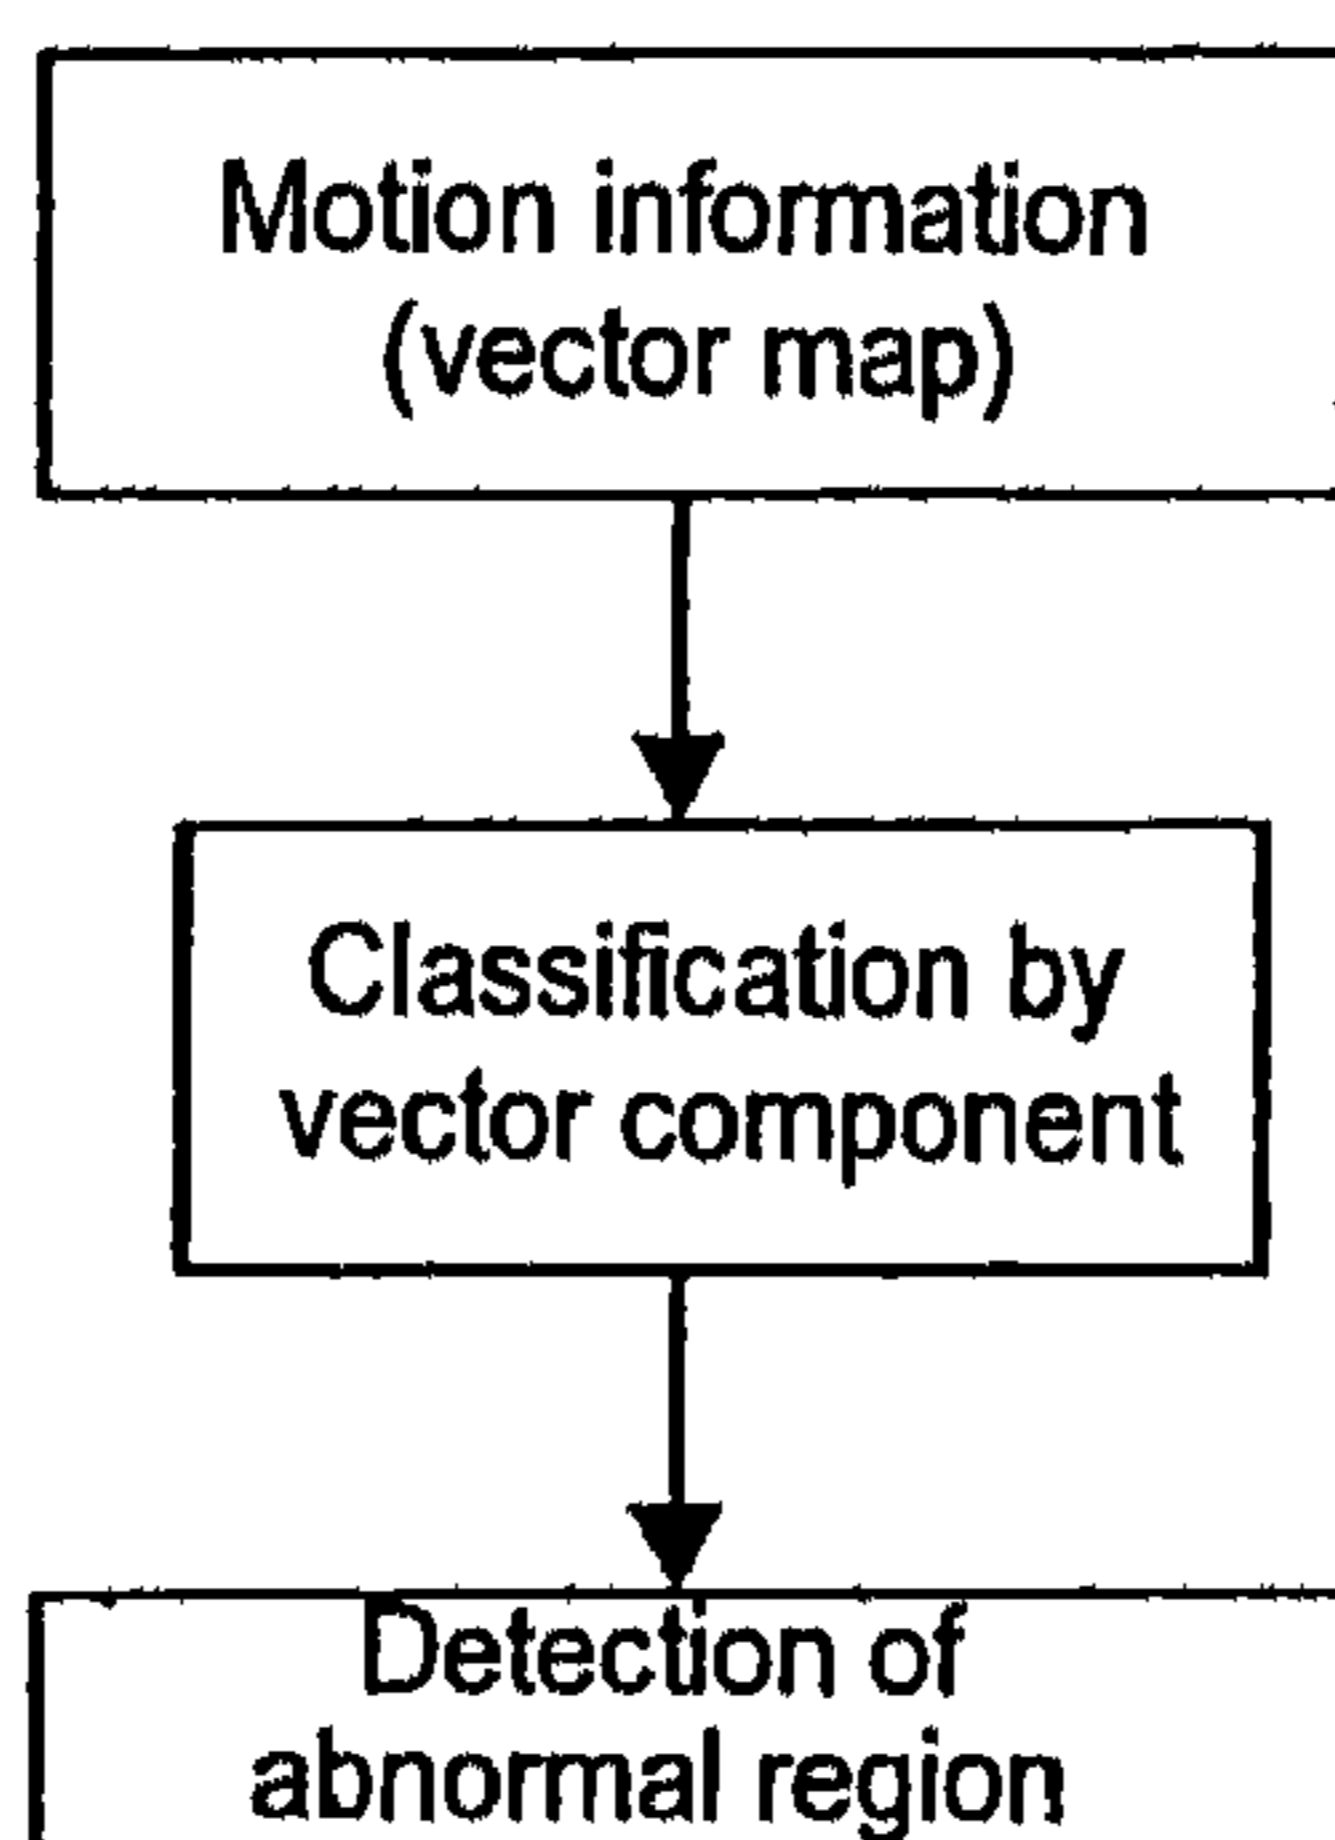 Motion information
(vector map)
Classification by
vector component
Detection of
abnormal region